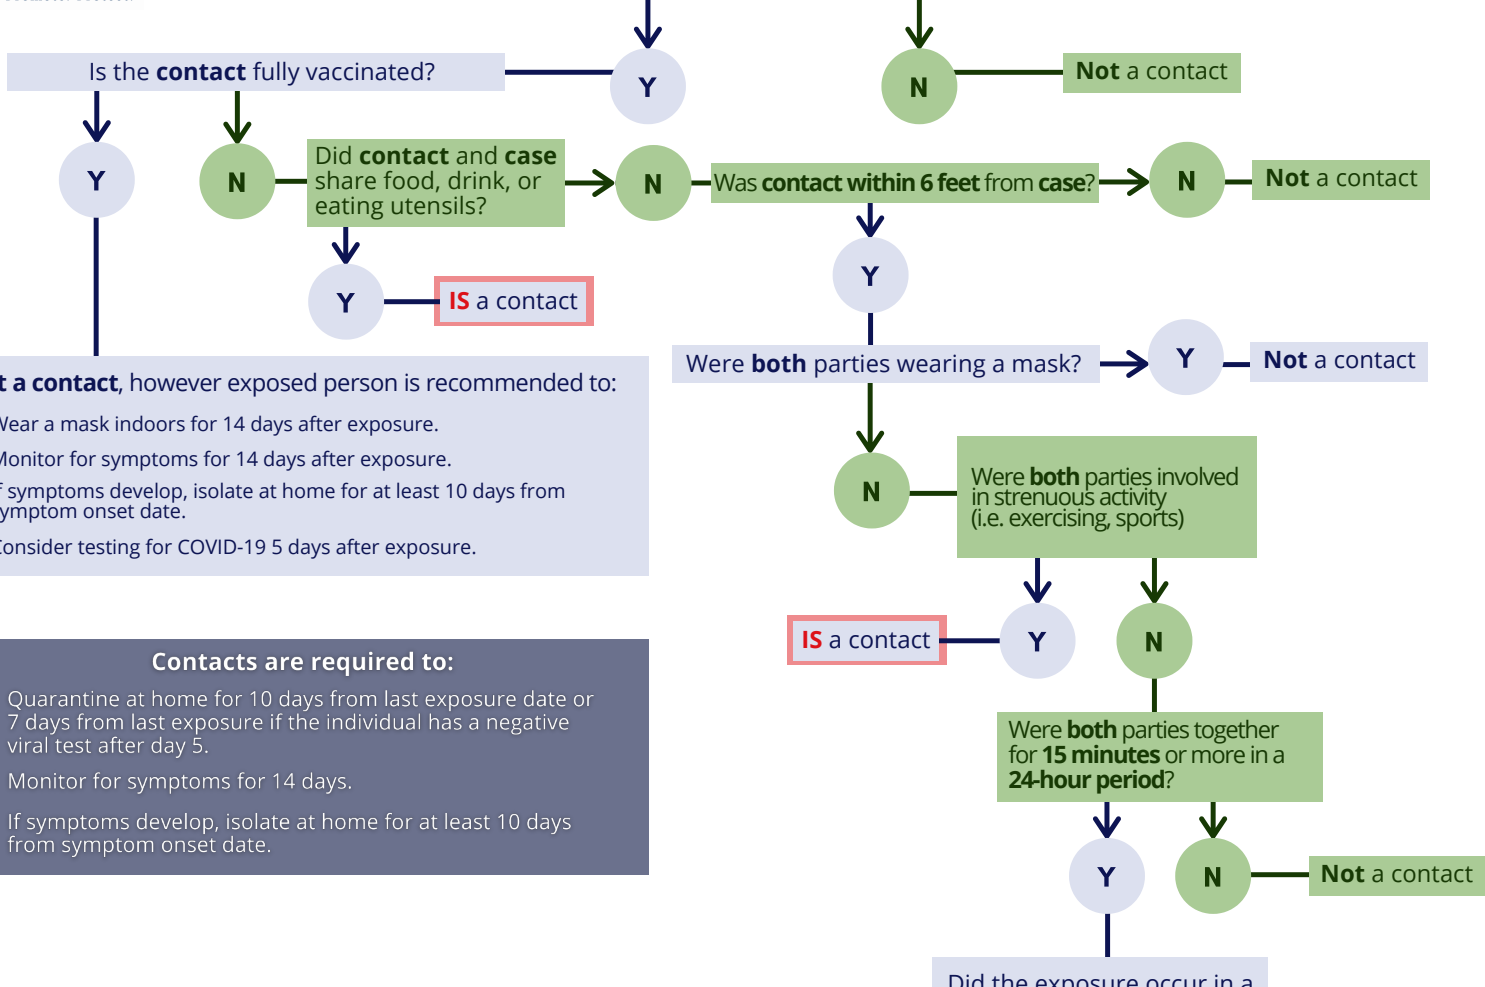 Is the contact fully vaccinated?
Y
N
Not a contact
Y
N
Did contact and case
share food, drink, or
eating utensils?
N
Was contact within 6 feet from case?
N
Not a contact
Y
Y
IS a contact
Were both parties wearing a mask?
Y
Not a contact
a contact, however exposed person is recommended to:
Wear a mask indoors for 14 days after exposure.
Monitor for symptoms for 14 days after exposure.
symptoms develop, isolate at home for at least 10 days from
symptom onset date.
Consider testing for COVID-19 5 days after exposure.
N
Were both parties involved
in strenuous activity
(i.e. exercising, sports)
IS a contact
Y
N
Contacts are required to:
Quarantine at home for 10 days from last exposure date or
7 days from last exposure if the individual has a negative
viral test after day 5.
Monitor for symptoms for 14 days.
If symptoms develop, isolate at home for at least 10 days
from symptom onset date.
Were both parties together
for 15 minutes or more in a
24-hour period?
Y
N
Not a contact
Did the exposure occur in a